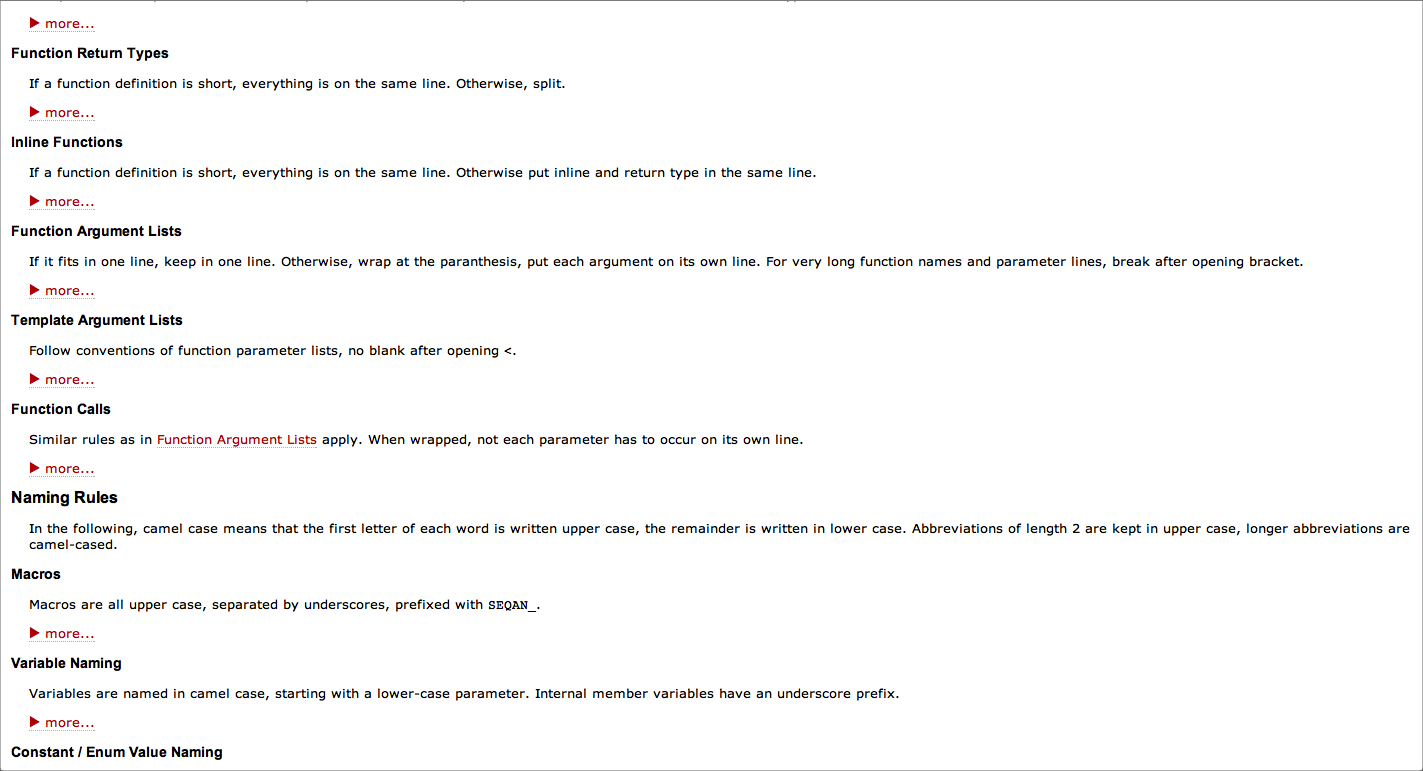 ▶ more...
Function Return Types
If a function definition is short, everything is on the same line. Otherwise, split.
▶ more...
Inline Functions
If a function definition is short, everything is on the same line. Otherwise put inline and return type in the same line.
▶ more...
Function Argument Lists
If it fits in one line, keep in one line. Otherwise, wrap at the paranthesis, put each argument on its own line. For very long function names and parameter lines, break after opening bracket.
▶ more...
Template Argument Lists
Follow conventions of function parameter lists, no blank after opening <.
▶ more...
Function Calls
Similar rules as in Function Argument Lists apply. When wrapped, not each parameter has to occur on its own line.
▶ more...
Naming Rules
In the following, camel case means that the first letter of each word is written upper case, the remainder is written in lower case. Abbreviations of length 2 are kept in upper case, longer abbreviations are
camel-cased.
Macros
Macros are all upper case, separated by underscores, prefixed with SEQAN_.
▶ more...
Variable Naming
Variables are named in camel case, starting with a lower-case parameter. Internal member variables have an underscore prefix.
▶ more...
Constant / Enum Value Naming